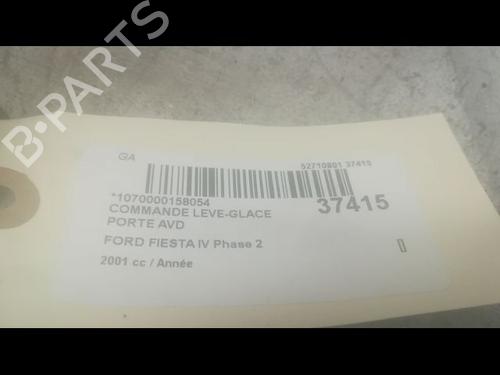 B-PARTS
GA
52710801 37415
*1070000158054
37415
COMMANDE LEVE-GLACE
PORTE AVD
FORD FIESTA IV Phase 2
2001 cc / Année